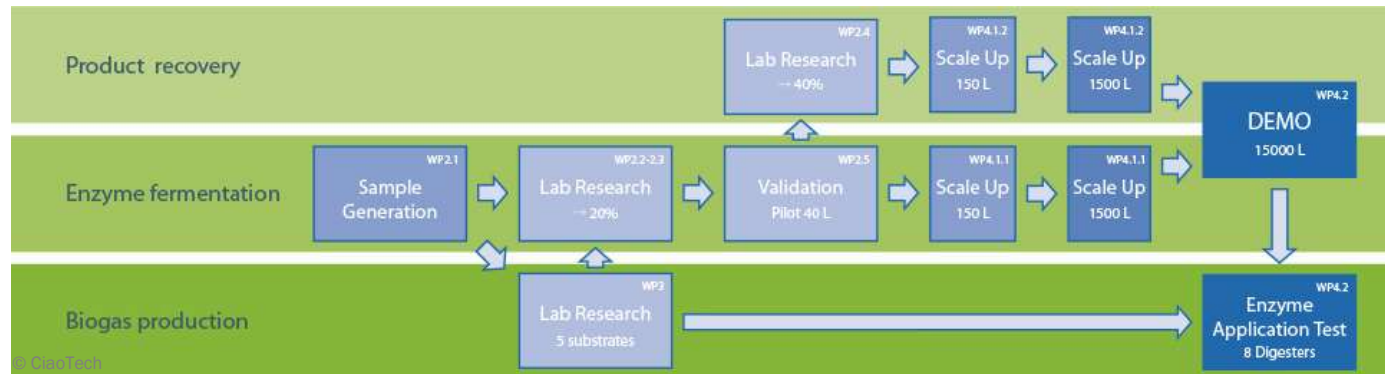 Product recovery
WP2.4
Lab Research
→ 40%
WP4.1.2
Scale Up
150 L
WP4.1.2
Scale Up
1500 L
WP4.2
DEMO
15000 L
Enzyme fermentation
WP2.1
Sample
Generation
WP2.2-2.3
Lab Research
→ 20%
WP2.5
Validation
Pilot 40 L
WP4.1.1
Scale Up
150 L
WP4.1.1
Scale Up
1500 L
Biogas production
WP3
Lab Research
5 substrates
WP4.2
Enzyme
Application Test
8 Digesters
© CiaoTech